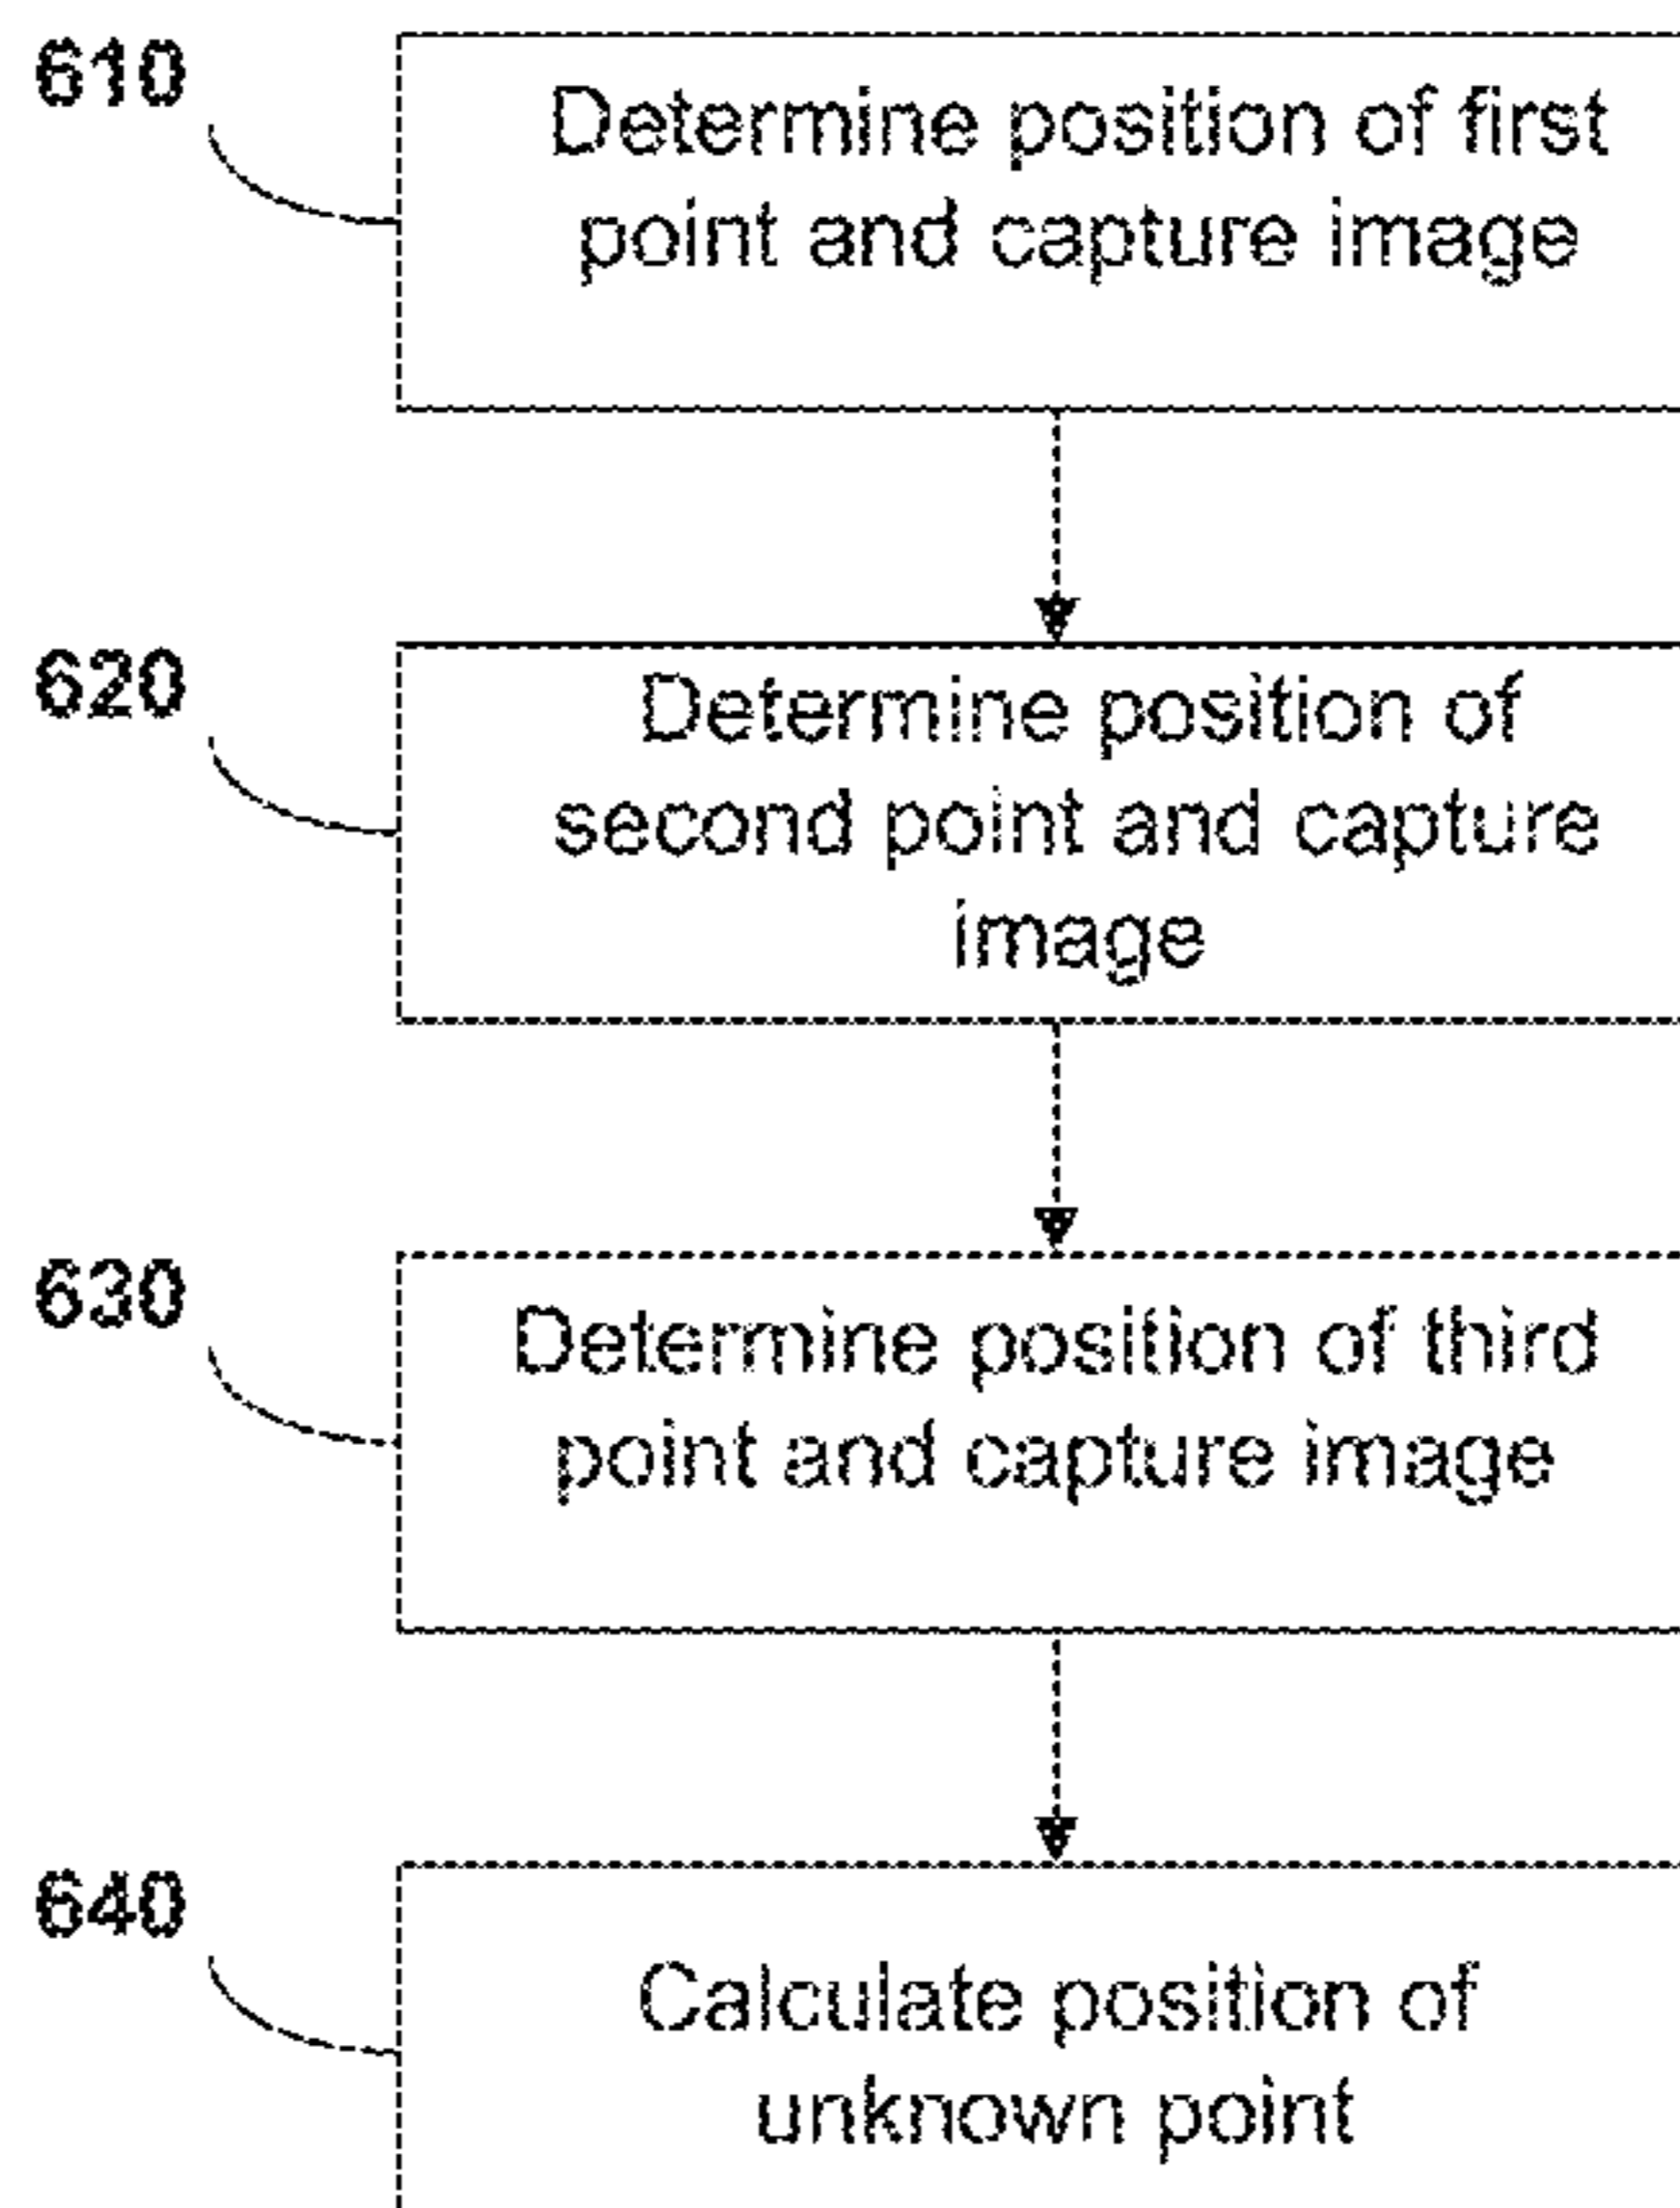 610
Determine position of first
point and capture image
620
Determine position of
second point and capture
image
630
Determine position of third
point and capture image
640
Calculate position of
unknown point